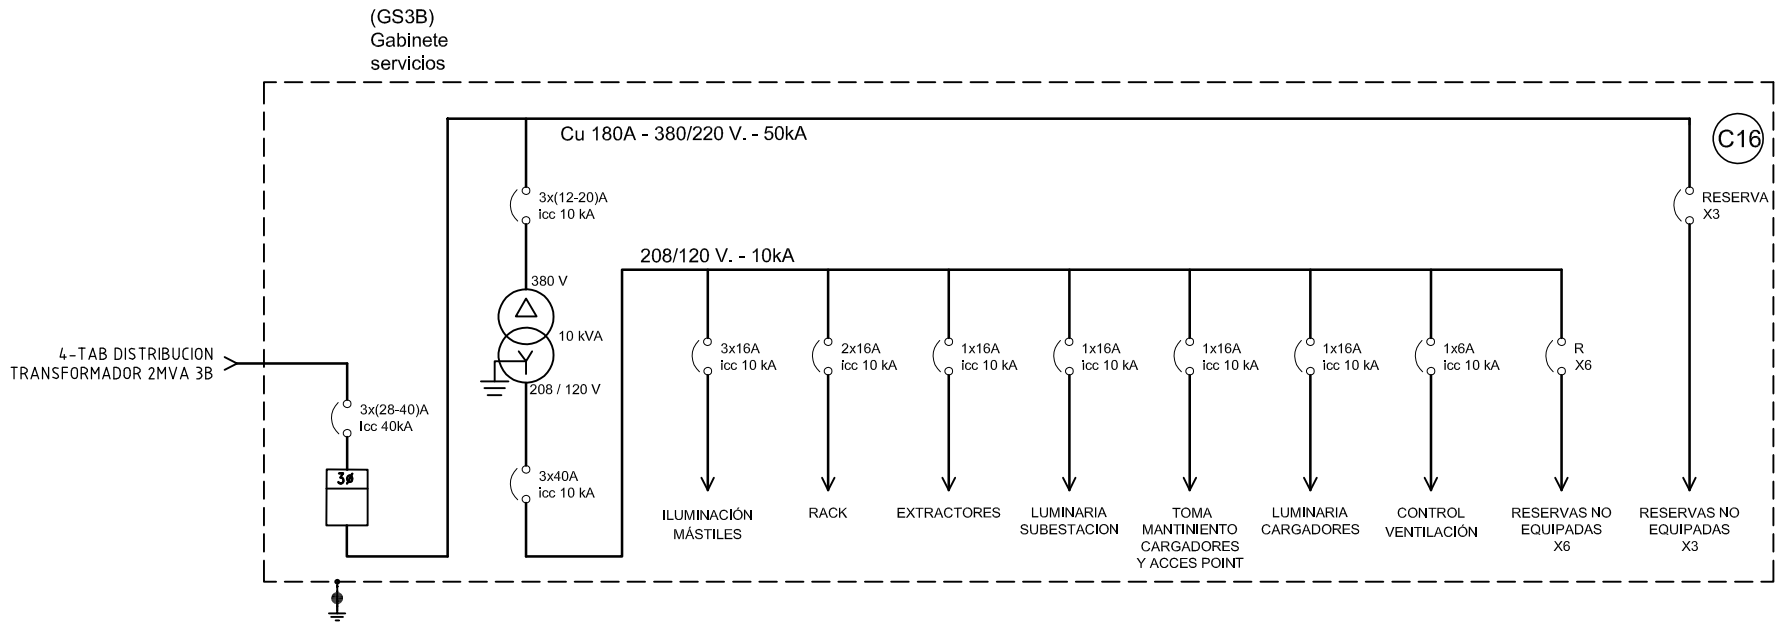 (GS3B)
Gabinete
servicios
Cu 180A - 380/220 V. - 50kA
C16
3x(12-20)A
icc 10 kA
RESERVA
X3
208/120 V. - 10kA
380 V
10 kVA
208 / 120 V
4-TAB DISTRIBUCION
TRANSFORMADOR 2MVA 3B
3x(28-40)A
Icc 40kA
3ø
3x40A
icc 10 kA
3x16A
icc 10 kA
2x16A
icc 10 kA
1x16A
icc 10 kA
1x16A
icc 10 kA
1x16A
icc 10 kA
1x16A
icc 10 kA
1x6A
icc 10 kA
R
X6
ILUMINACIÓN
MÁSTILES
RACK
EXTRACTORES
LUMINARIA
SUBESTACION
TOMA
MANTINIENTO
CARGADORES
Y ACCES POINT
LUMINARIA
CARGADORES
CONTROL
VENTILACIÓN
RESERVAS NO
EQUIPADAS
X6
RESERVAS NO
EQUIPADAS
X3